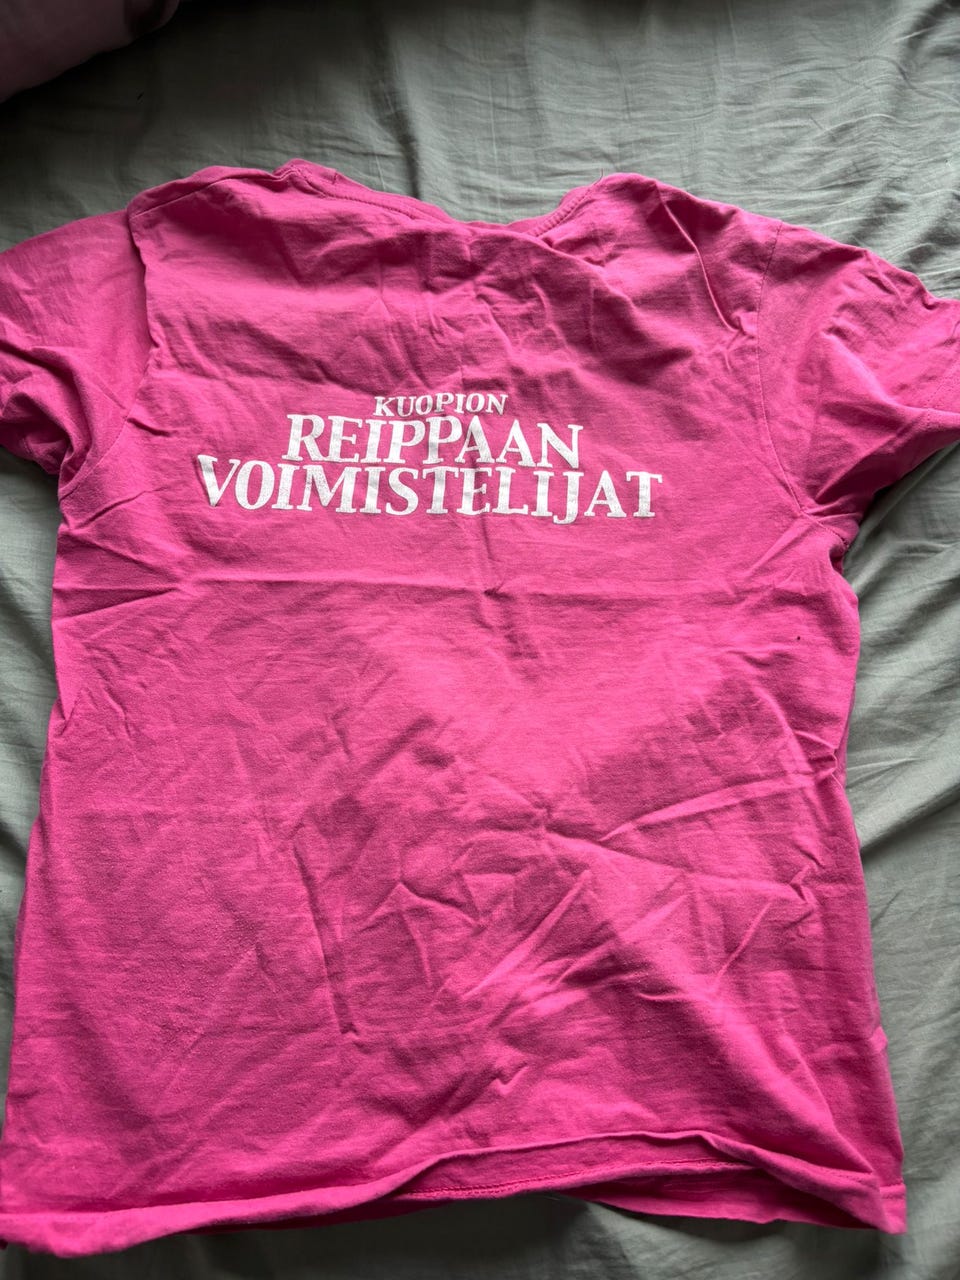 KUOPION
REIPPAAN
VOIMISTELIJAT